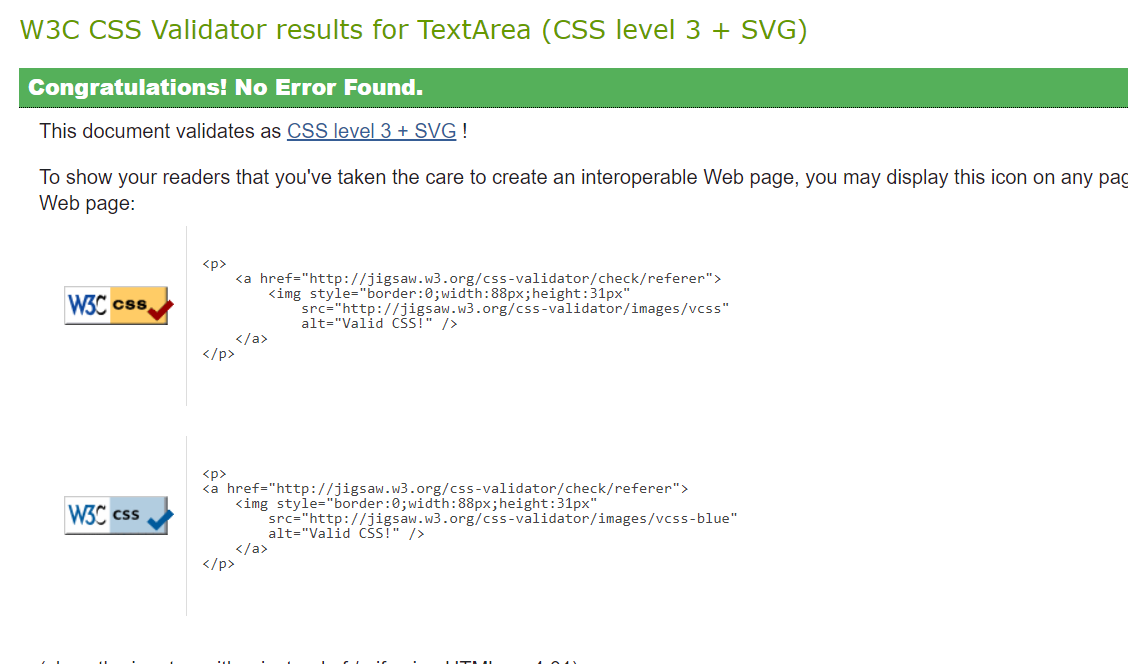 W3C CSS Validator results for TextArea (CSS level 3 + SVG)
Congratulations! No Error Found.
This document validates as CSS level 3 + SVG !
To show your readers that you've taken the care to create an interoperable Web page, you may display this icon on any
Web page:
<p>
<a href="http://jigsaw.w3.org/css-validator/check/referer">
<img style="border:0;width:88px;height:31px"
W3C css
src="http://jigsaw.w3.org/css-validator/images/vcss"
alt="Valid CSS!" />
</a>
</p>
<p>
<a href="http://jigsaw.w3.org/css-validator/check/referer">
<img style="border:0;width:88px;height:31px"
W3C css
src="http://jigsaw.w3.org/css-validator/images/vcss-blue"
alt="Valid CSS!" />
</a>
</p>